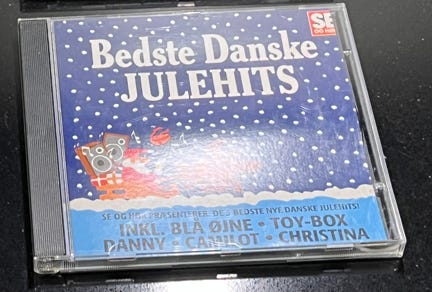 Bedste Danske
JULEHITS
SE
OG HØR
SE OG HØR PRÆSENTERER: DE 5 BEDSTE NYE DANSKE JULEHITS!
INKL. BLÅ ØJNE • TOY-BOX
DANNY • CAMILOT • CHRISTINA